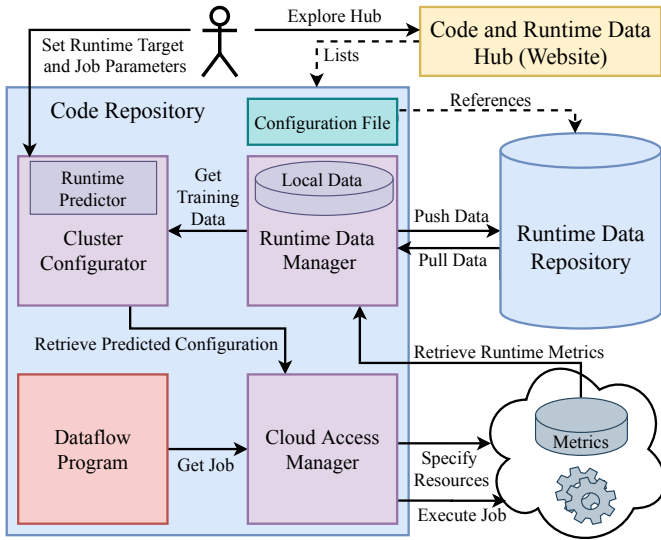 Explore Hub
Set Runtime Target
and Job Parameters
Code and Runtime Data
Hub (Website)
Lists
Code Repository
Configuration File
References
Runtime
Predictor
Cluster
Configurator
Get
Training
Data
Local Data
Runtime Data
Manager
Push Data
Pull Data
Runtime Data
Repository
Retrieve Predicted Configuration
Retrieve Runtime Metrics
Dataflow
Program
Get Job
Cloud Access
Manager
Specify
Resources
Execute Job
Metrics